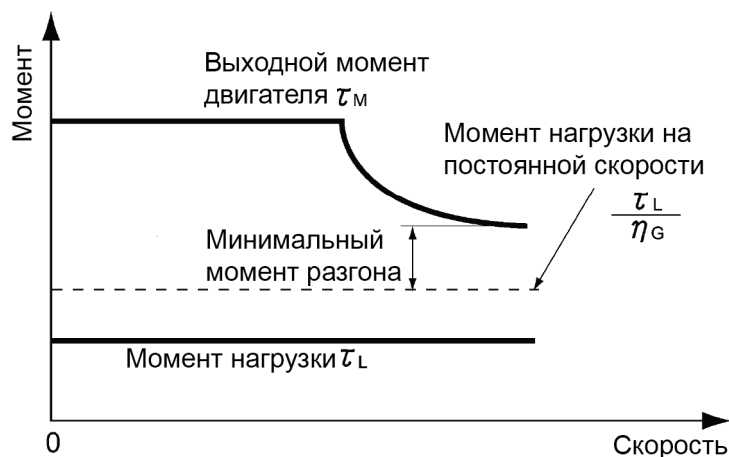 Момент
Выходной момент
двигателя τM
Момент нагрузки на
постоянной скорости
τL
ηG
Минимальный
момент разгона
Момент нагрузки τL
0
Скорость